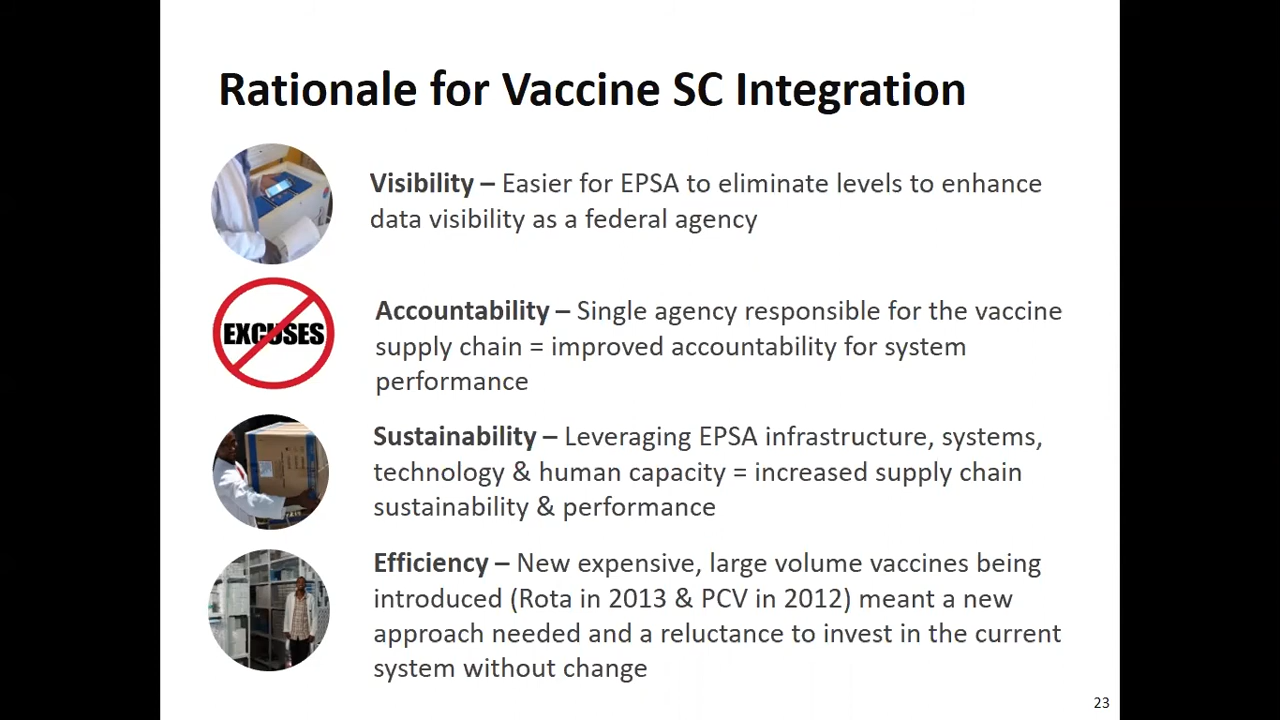 Rationale for Vaccine SC Integration
Visibility – Easier for EPSA to eliminate levels to enhance
data visibility as a federal agency
EXCUSES
Accountability – Single agency responsible for the vaccine
supply chain = improved accountability for system
performance
Sustainability – Leveraging EPSA infrastructure, systems,
technology & human capacity = increased supply chain
sustainability & performance
Efficiency – New expensive, large volume vaccines being
introduced (Rota in 2013 & PCV in 2012) meant a new
approach needed and a reluctance to invest in the current
system without change
23